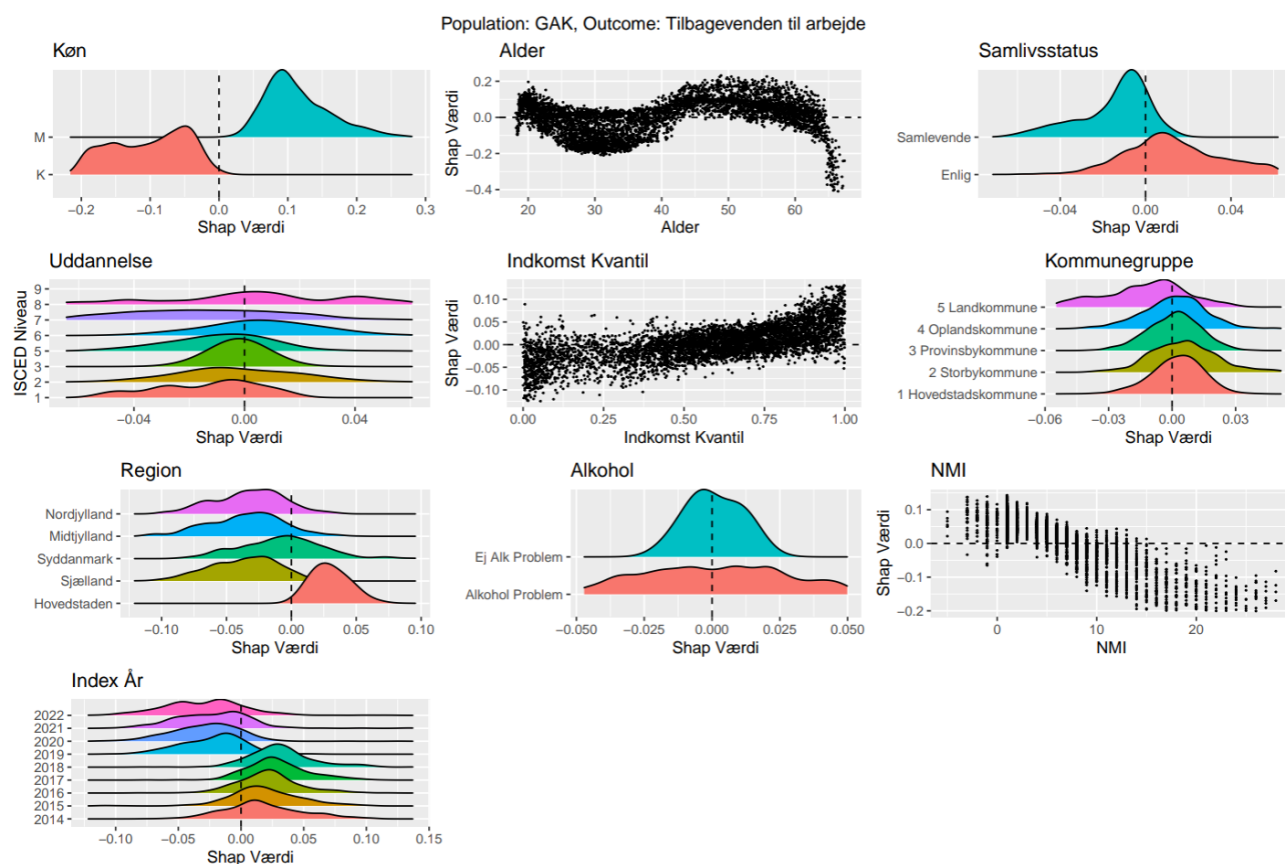 Population: GAK, Outcome: Tilbagevenden til arbejde
Køn
M
K
−0.2 −0.1 0.0 0.1 0.2 0.3
Shap Værdi
Alder
Shap Værdi
0.2
0.0
−0.2
−0.4
20 30 40 50 60
Alder
Samlivsstatus
Samlevende
Enlig
−0.04 0.00 0.04
Shap Værdi
Uddannelse
ISCED Niveau
9
8
7
6
5
3
2
1
−0.04 0.00 0.04
Shap Værdi
Indkomst Kvantil
Shap Værdi
0.10
0.05
0.00
−0.05
−0.10
0.00 0.25 0.50 0.75 1.00
Indkomst Kvantil
Kommunegruppe
5 Landkommune
4 Oplandskommune
3 Provinsbykommune
2 Storbykommune
1 Hovedstadskommune
−0.06 −0.03 0.00 0.03
Shap Værdi
Region
Nordjylland
Midtjylland
Syddanmark
Sjælland
Hovedstaden
−0.10 −0.05 0.00 0.05 0.10
Shap Værdi
Alkohol
Ej Alk Problem
Alkohol Problem
−0.050 −0.025 0.000 0.025 0.050
Shap Værdi
NMI
Shap Værdi
0.1
0.0
−0.1
−0.2
0 10 20
NMI
Index År
2022
2021
2020
2019
2018
2017
2016
2015
2014
−0.10 −0.05 0.00 0.05 0.10 0.15
Shap Værdi